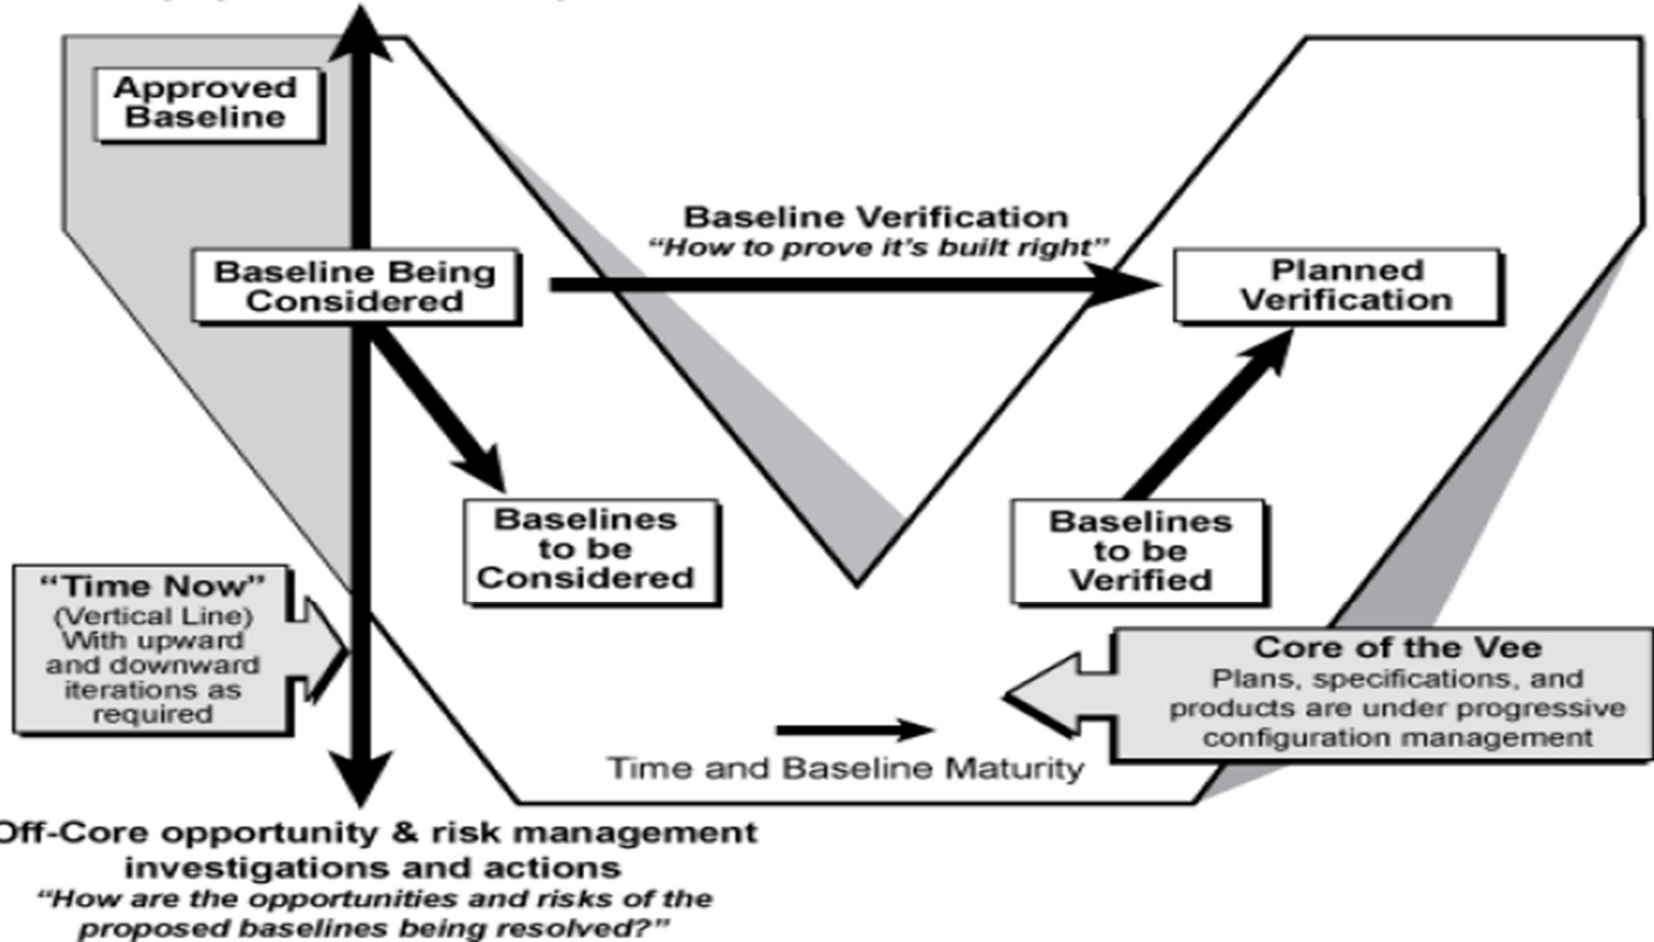 Approved
Baseline
Baseline Verification
“How to prove it’s built right”
Baseline Being
Considered
Planned
Verification
Baselines
to be
Considered
Baselines
to be
Verified
“Time Now”
(Vertical Line)
With upward
and downward
iterations as
required
Core of the Vee
Plans, specifications, and
products are under progressive
configuration management
Time and Baseline Maturity
Off-Core opportunity & risk management
investigations and actions
“How are the opportunities and risks of the
proposed baselines being resolved?”